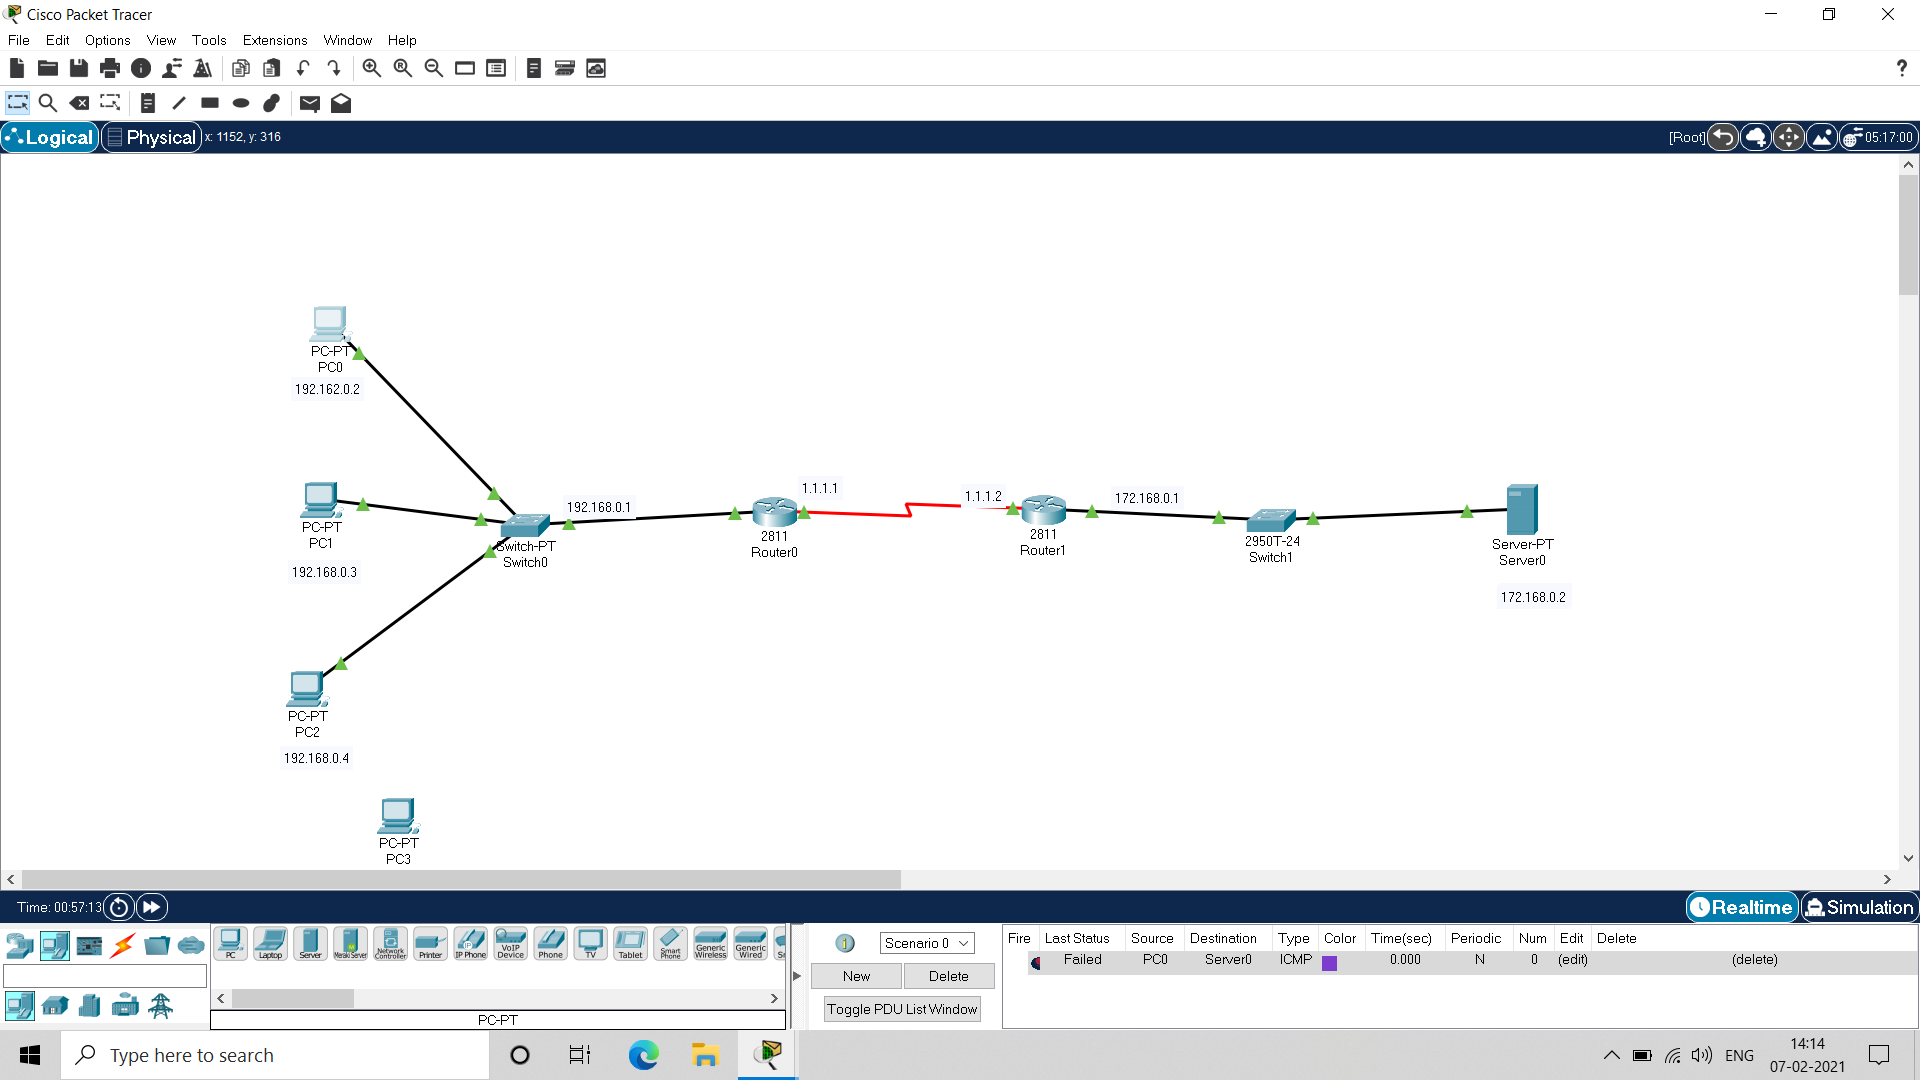 Cisco Packet Tracer
File Edit Options View Tools Extensions Window Help
?
Logical Physical x: 1152, y: 316 [Root] 05:17:00
PC-PT
PC0
192.162.0.2
PC-PT
PC1
192.168.0.3
PC-PT
PC2
192.168.0.4
PC-PT
PC3
Switch-PT
Switch0
192.168.0.1
2811
Router0
1.1.1.1
1.1.1.2
2811
Router1
172.168.0.1
2950T-24
Switch1
Server-PT
Server0
172.168.0.2
Time: 00:57:13 Realtime Simulation
PC Laptop Server Meraki Server Network Controller Printer IP Phone VoIP Device Phone TV Tablet Smart Phone Generic Wireless Generic Wired
PC-PT
1 Scenario 0
New Delete
Toggle PDU List Window
Fire Last Status Source Destination Type Color Time(sec) Periodic Num Edit Delete
Failed PC0 Server0 ICMP 0.000 N 0 (edit) (delete)
Type here to search
ENG
14:14
07-02-2021